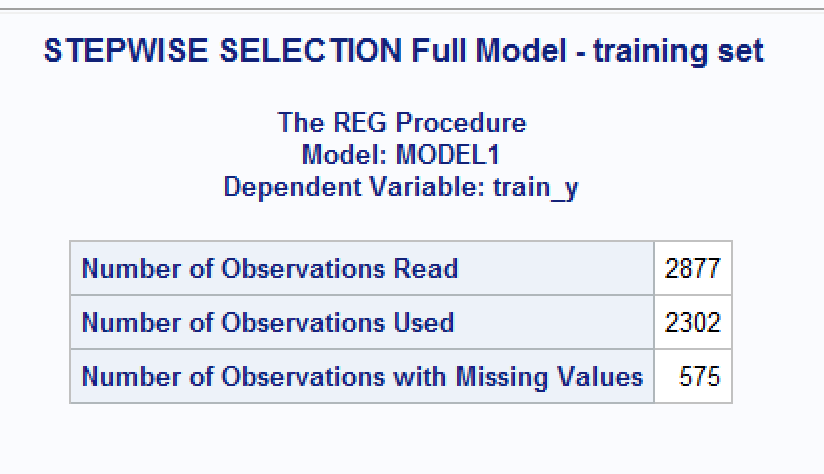 STEPWISE SELECTION Full Model - training set
The REG Procedure
Model: MODEL1
Dependent Variable: train_y
Number of Observations Read 2877
Number of Observations Used 2302
Number of Observations with Missing Values 575